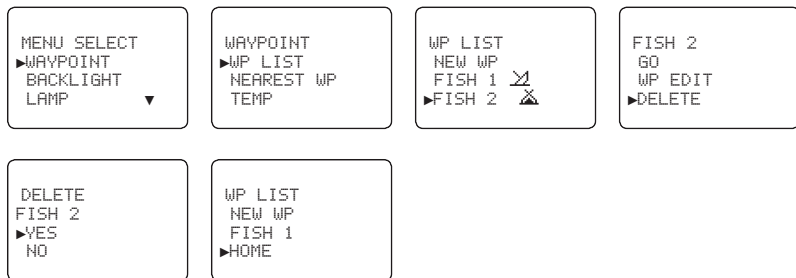 MENU SELECT
▶WAYPOINT
BACKLIGHT
LAMP ▼
WAYPOINT
▶WP LIST
NEAREST WP
TEMP
WP LIST
NEW WP
FISH 1
▶FISH 2
FISH 2
GO
WP EDIT
▶DELETE
DELETE
FISH 2
▶YES
NO
WP LIST
NEW WP
FISH 1
▶HOME